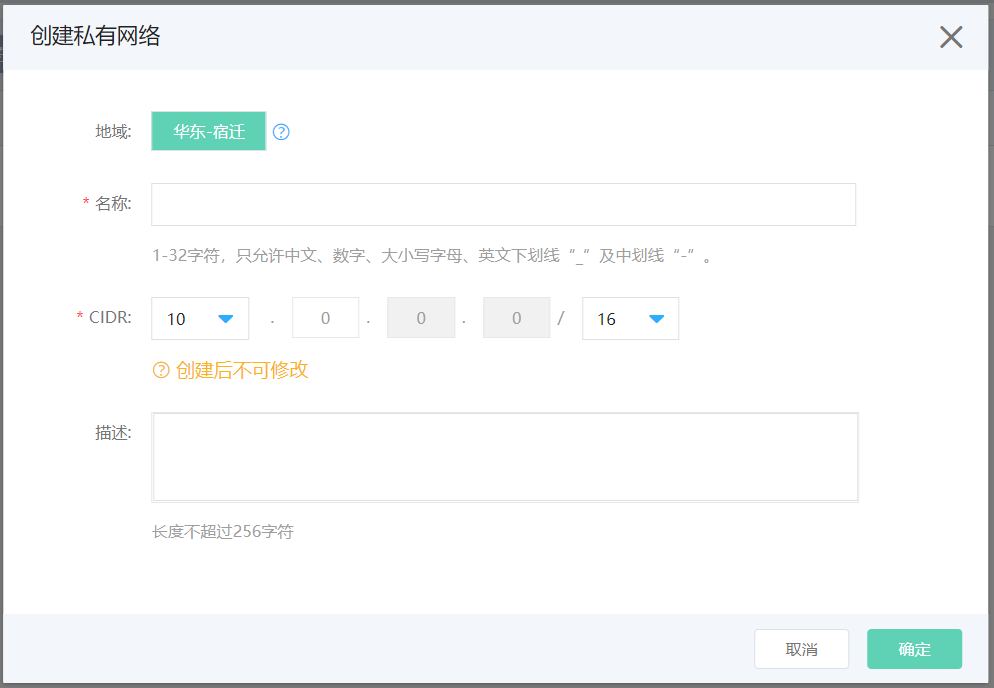 创建私有网络
地域: 华东-宿迁 ?
* 名称:
1-32字符，只允许中文、数字、大小写字母、英文下划线“_”及中划线“-”。
* CIDR: 10 . 0 . 0 . 0 / 16
? 创建后不可修改
描述:
长度不超过256字符
取消 确定